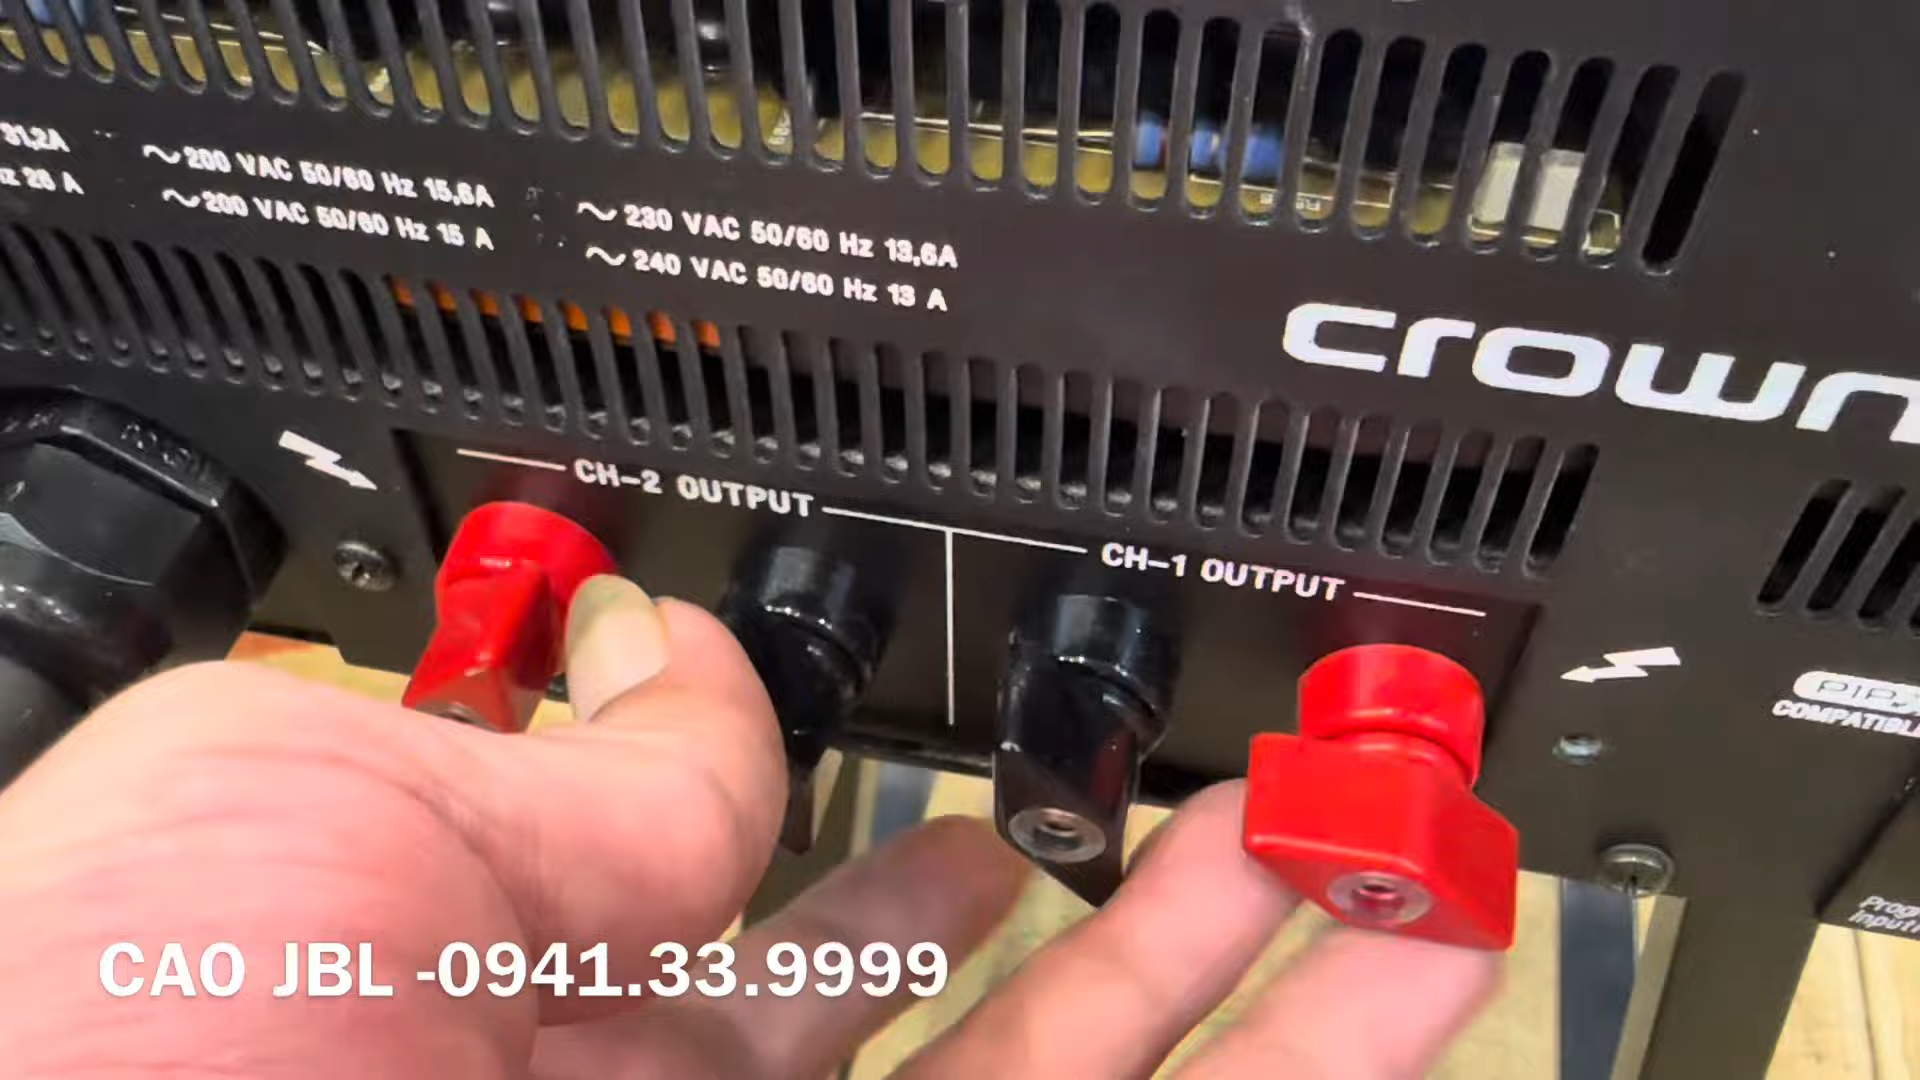 31,2A
Hz 26 A
~200 VAC 50/60 Hz 15,6A
~200 VAC 50/60 Hz 15 A
~230 VAC 50/60 Hz 13,6A
~240 VAC 50/60 Hz 13 A
crown
CH-2 OUTPUT
CH-1 OUTPUT
COMPATIBLE
CAO JBL -0941.33.9999